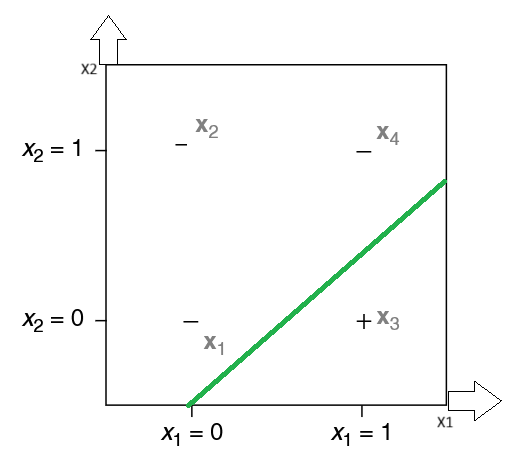 X2
x₂
x₄
x₂ = 1
− −
x₂ = 0
− + x₃
x₁
X1
x₁ = 0 x₁ = 1